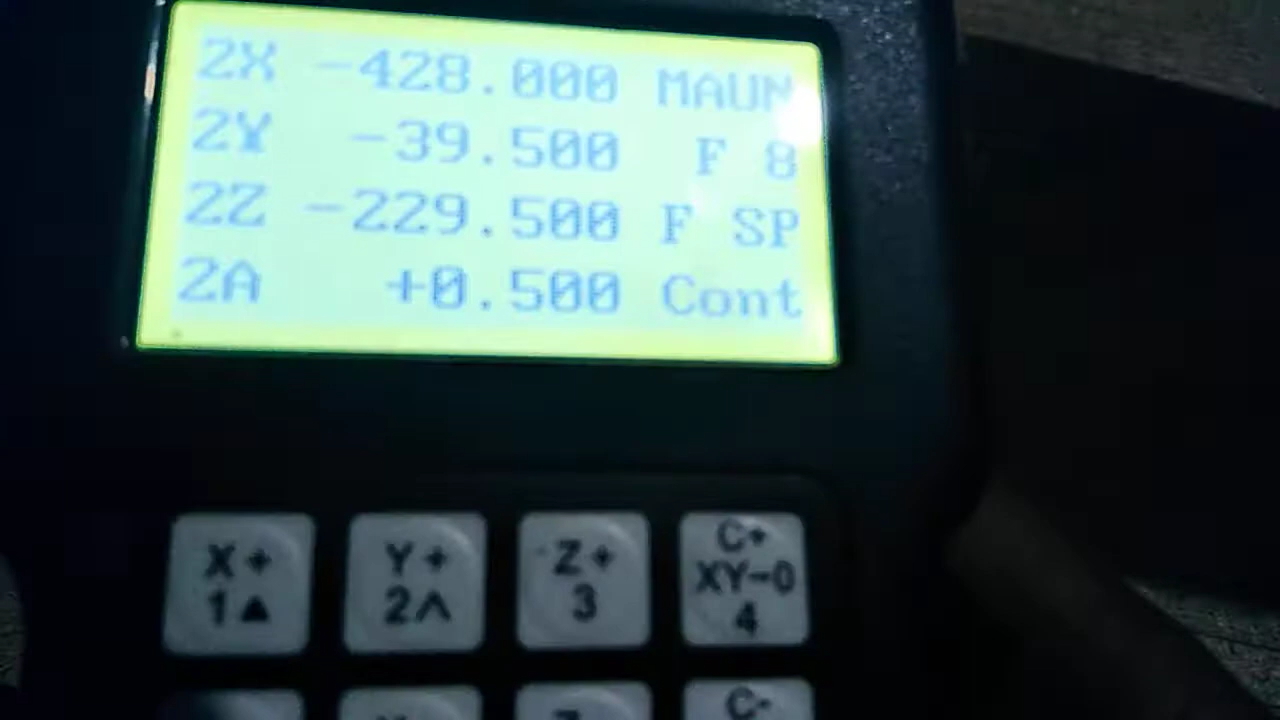 2X -428.000 MAUN
2Y -39.500 F 8
2Z -229.500 F SP
2A +0.500 Cont
X+
1▲
Y+
2∧
Z+
3
C+
XY-0
4
C-